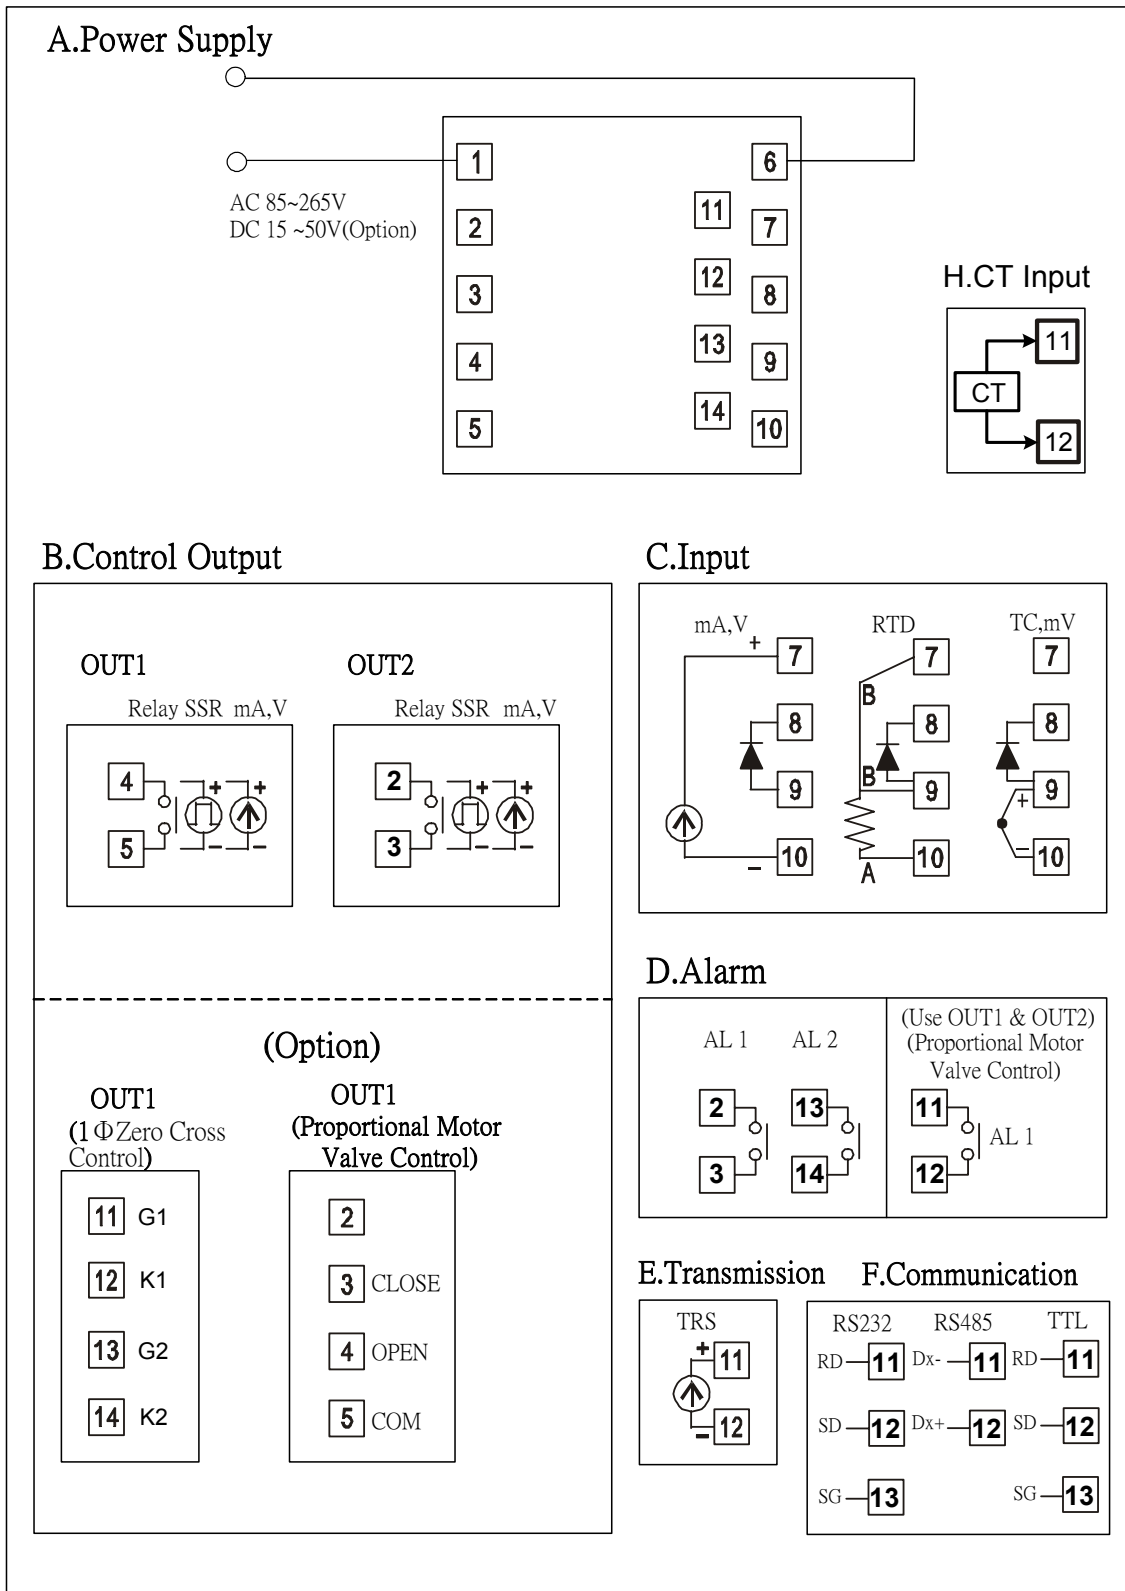 A.Power Supply
AC 85~265V
DC 15 ~50V(Option)
1
2
3
4
5
6
7
8
9
10
11
12
13
14
H.CT Input
CT
11
12
B.Control Output
OUT1
Relay SSR mA,V
4
5
+ +
− −
OUT2
Relay SSR mA,V
2
3
+ +
− −
(Option)
OUT1
(1ΦZero Cross
Control)
11 G1
12 K1
13 G2
14 K2
OUT1
(Proportional Motor
Valve Control)
2
3 CLOSE
4 OPEN
5 COM
C.Input
mA,V
+
7
8
9
− 10
RTD
7
B
8
B
9
10
A
TC,mV
7
8
9
+
−
10
D.Alarm
AL 1
2
3
AL 2
13
14
(Use OUT1 & OUT2)
(Proportional Motor
Valve Control)
11
AL 1
12
E.Transmission
TRS
+ 11
− 12
F.Communication
RS232 RS485 TTL
RD 11 Dx- 11 RD 11
SD 12 Dx+ 12 SD 12
SG 13 SG 13